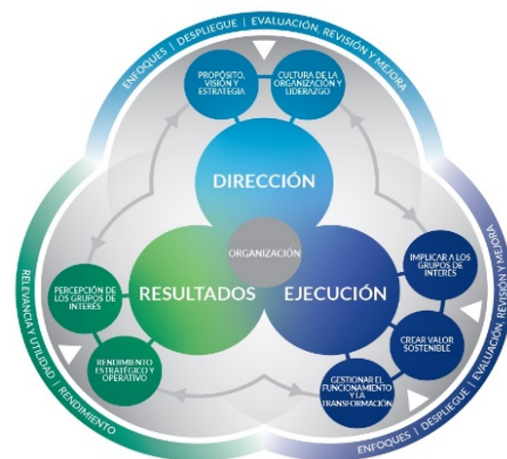 ENFOQUES | DESPLIEGUE | EVALUACIÓN, REVISIÓN Y MEJORA
PROPÓSITO,
VISIÓN Y
ESTRATEGIA
CULTURA DE LA
ORGANIZACIÓN Y
LIDERAZGO
DIRECCIÓN
ORGANIZACIÓN
RESULTADOS
EJECUCIÓN
PERCEPCIÓN DE
LOS GRUPOS DE
INTERÉS
RENDIMIENTO
ESTRATÉGICO Y
OPERATIVO
IMPLICAR A LOS
GRUPOS DE
INTERÉS
CREAR VALOR
SOSTENIBLE
GESTIONAR EL
FUNCIONAMIENTO
Y LA
TRANSFORMACIÓN
RELEVANCIA Y UTILIDAD | RENDIMIENTO
ENFOQUES | DESPLIEGUE | EVALUACIÓN, REVISIÓN Y MEJORA